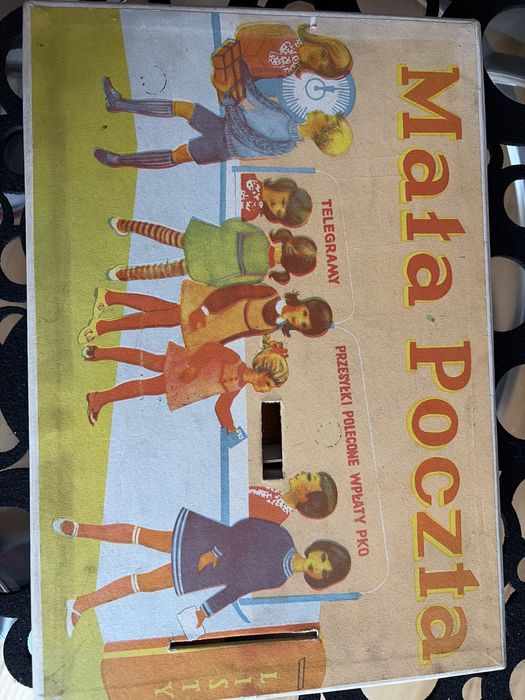 Mała Poczta
TELEGRAMY
PRZESYŁKI POLECONE WPŁATY PKO
LISTY